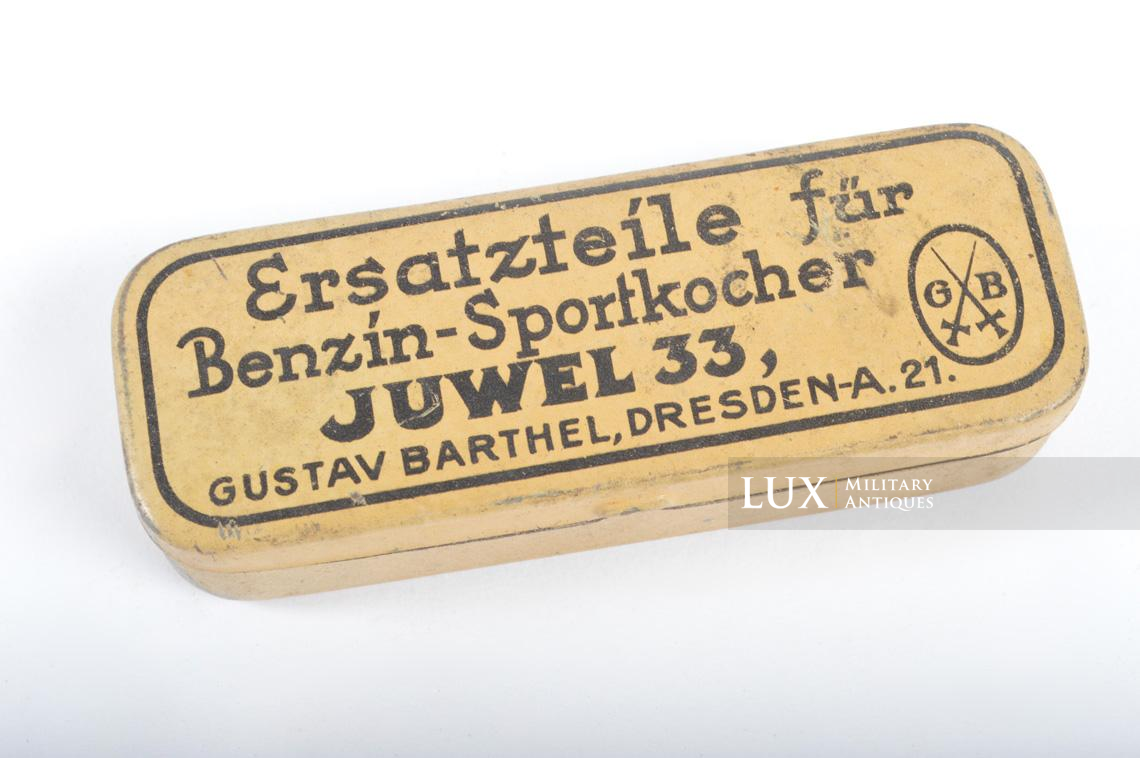 Ersatzteile für
Benzin-Sportkocher
JUWEL 33,
GUSTAV BARTHEL, DRESDEN-A. 21.
G B
LUX MILITARY
ANTIQUES